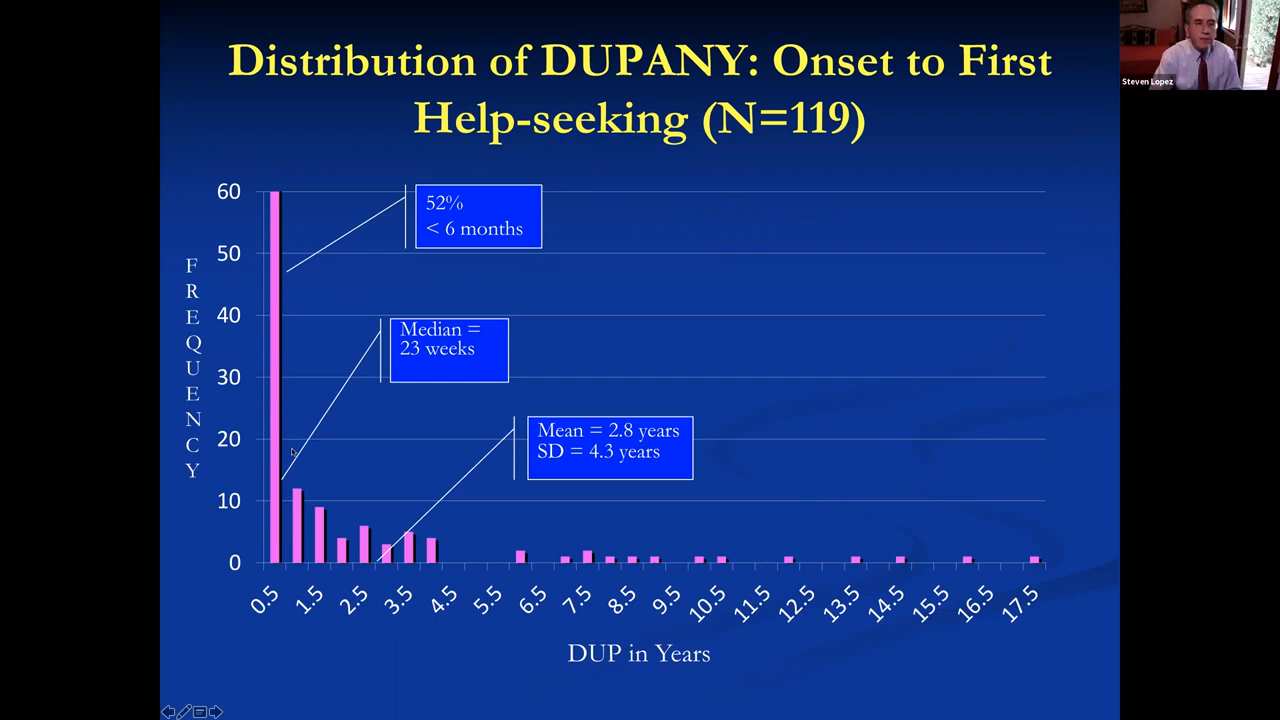 Distribution of DUPANY: Onset to First
Help-seeking (N=119)
Steven Lopez
FREQUENCY
60
50
40
30
20
10
0
52%
< 6 months
Median =
23 weeks
Mean = 2.8 years
SD = 4.3 years
0.5 1.5 2.5 3.5 4.5 5.5 6.5 7.5 8.5 9.5 10.5 11.5 12.5 13.5 14.5 15.5 16.5 17.5
DUP in Years